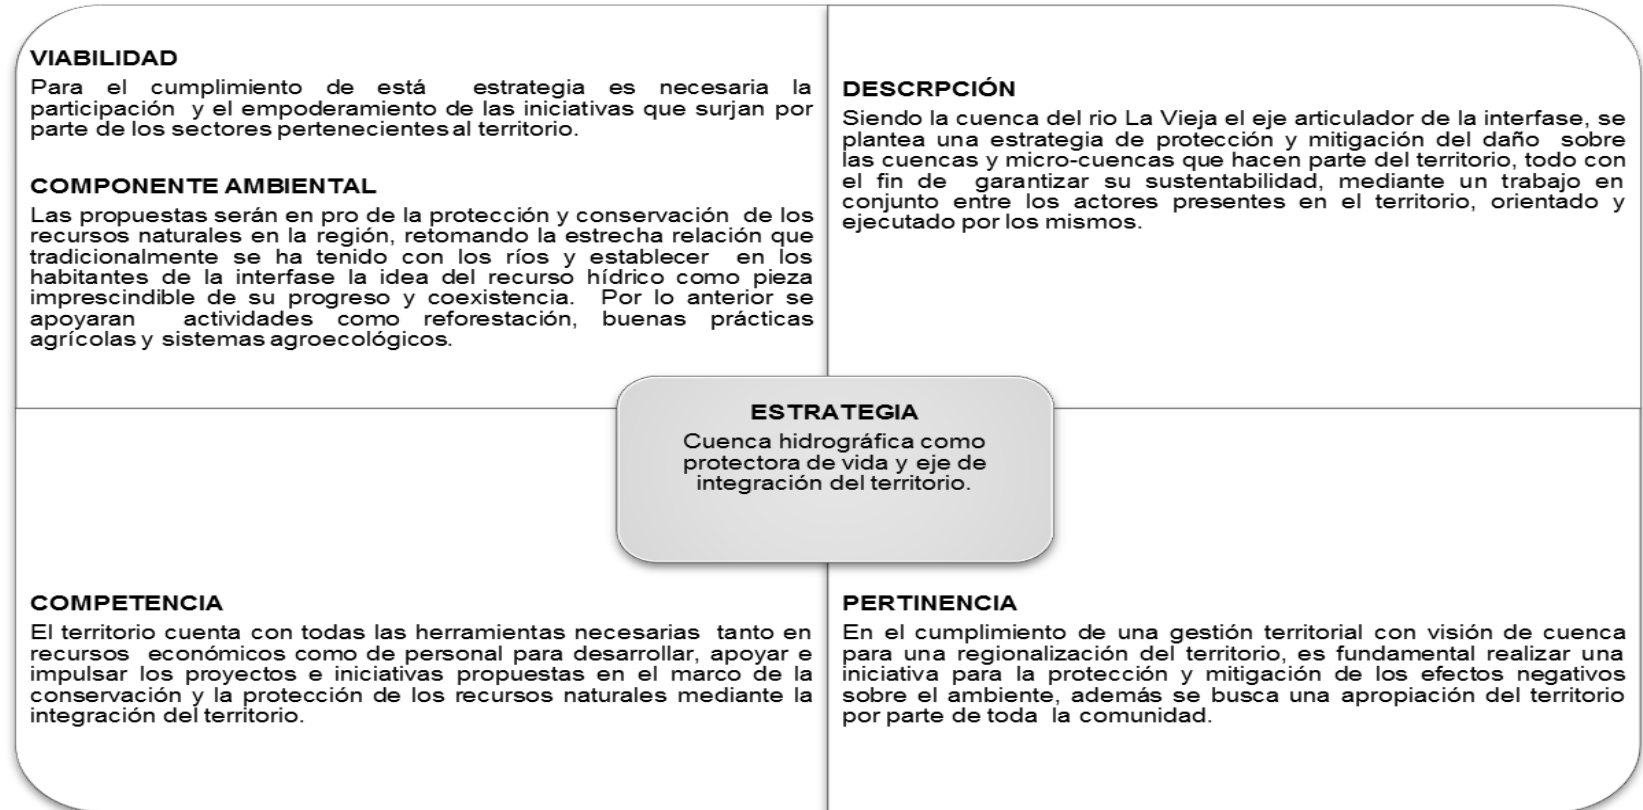 VIABILIDAD
Para el cumplimiento de está estrategia es necesaria la
participación y el empoderamiento de las iniciativas que surjan por
parte de los sectores pertenecientes al territorio.
COMPONENTE AMBIENTAL
Las propuestas serán en pro de la protección y conservación de los
recursos naturales en la región, retomando la estrecha relación que
tradicionalmente se ha tenido con los ríos y establecer en los
habitantes de la interfase la idea del recurso hídrico como pieza
imprescindible de su progreso y coexistencia. Por lo anterior se
apoyaran actividades como reforestación, buenas prácticas
agrícolas y sistemas agroecológicos.
DESCRPCIÓN
Siendo la cuenca del rio La Vieja el eje articulador de la interfase, se
plantea una estrategia de protección y mitigación del daño sobre
las cuencas y micro-cuencas que hacen parte del territorio, todo con
el fin de garantizar su sustentabilidad, mediante un trabajo en
conjunto entre los actores presentes en el territorio, orientado y
ejecutado por los mismos.
ESTRATEGIA
Cuenca hidrográfica como
protectora de vida y eje de
integración del territorio.
COMPETENCIA
El territorio cuenta con todas las herramientas necesarias tanto en
recursos económicos como de personal para desarrollar, apoyar e
impulsar los proyectos e iniciativas propuestas en el marco de la
conservación y la protección de los recursos naturales mediante la
integración del territorio.
PERTINENCIA
En el cumplimiento de una gestión territorial con visión de cuenca
para una regionalización del territorio, es fundamental realizar una
iniciativa para la protección y mitigación de los efectos negativos
sobre el ambiente, además se busca una apropiación del territorio
por parte de toda la comunidad.